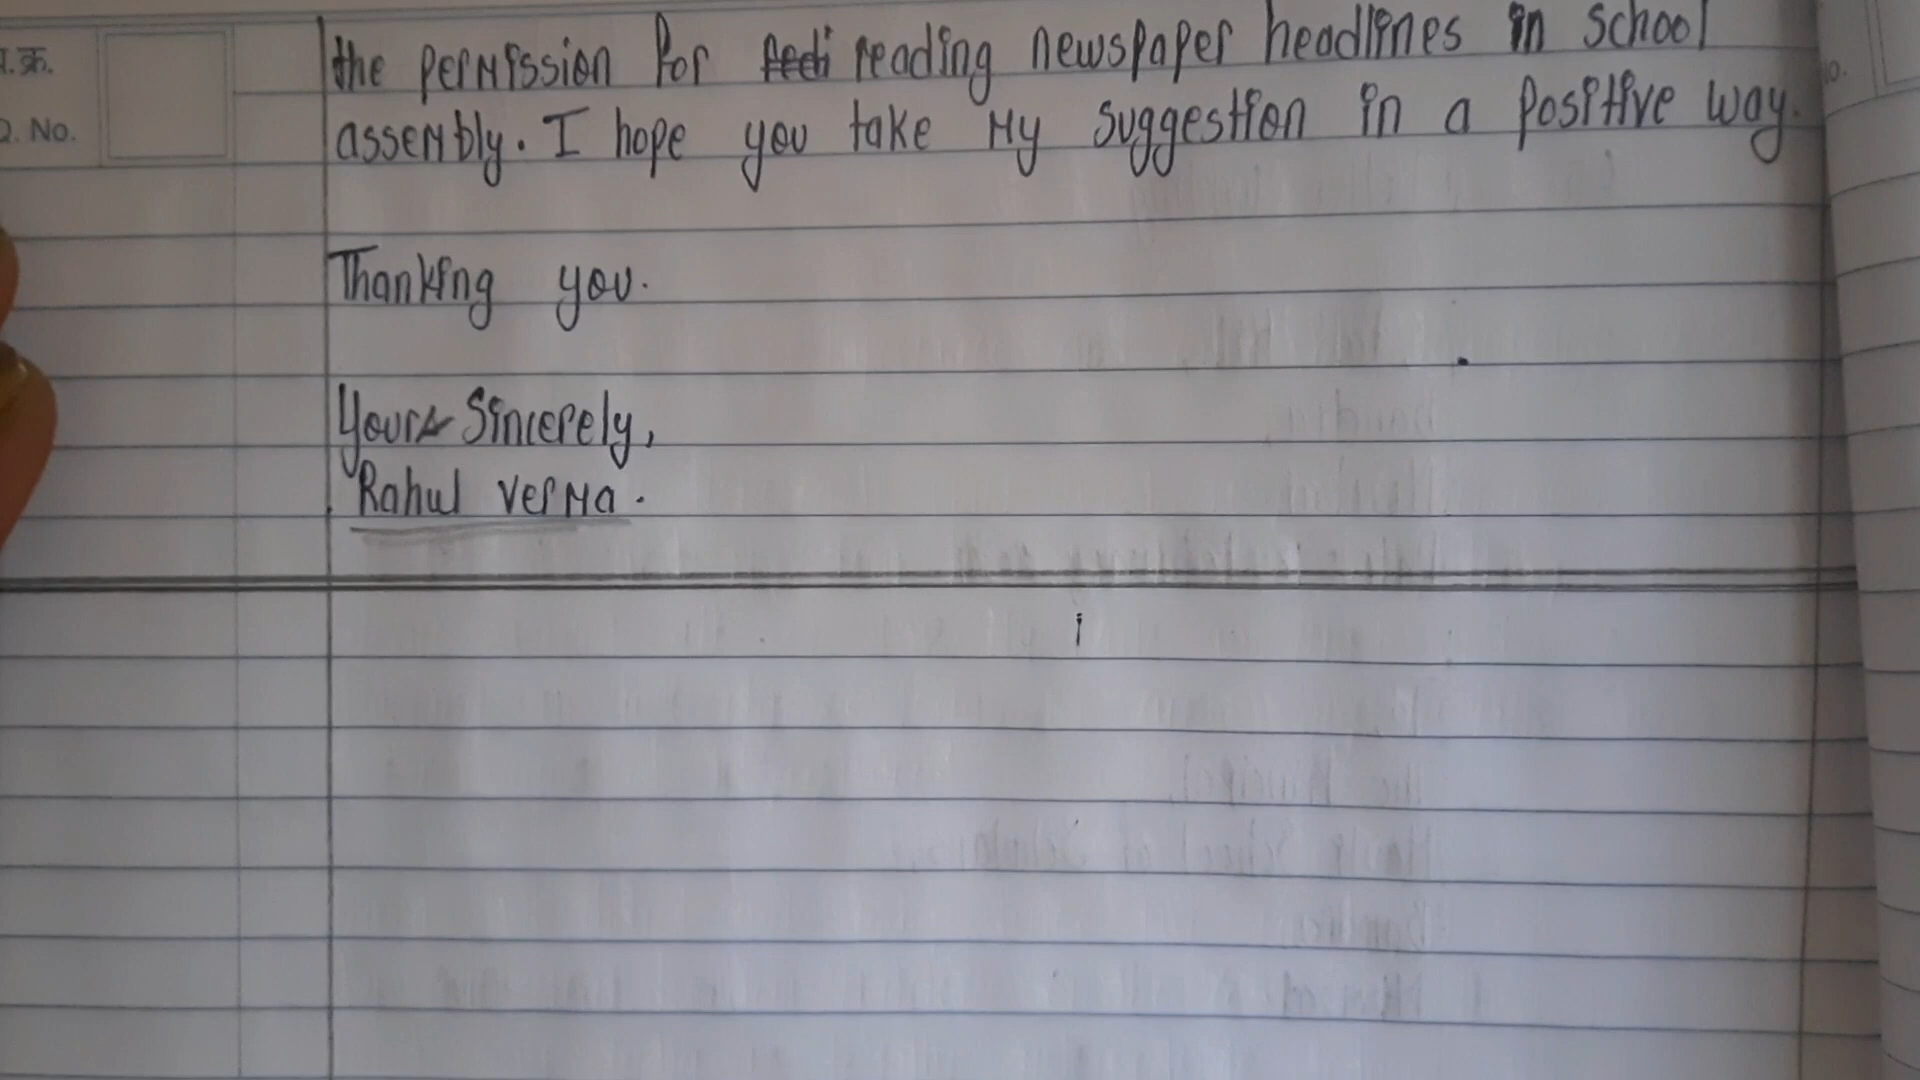 the permission for reading newspaper headlines in school
assembly. I hope you take my suggestion in a positive way.
Thanking you.
Yours Sincerely,
Rahul Verma.
प्र.क्र.
Q. No.